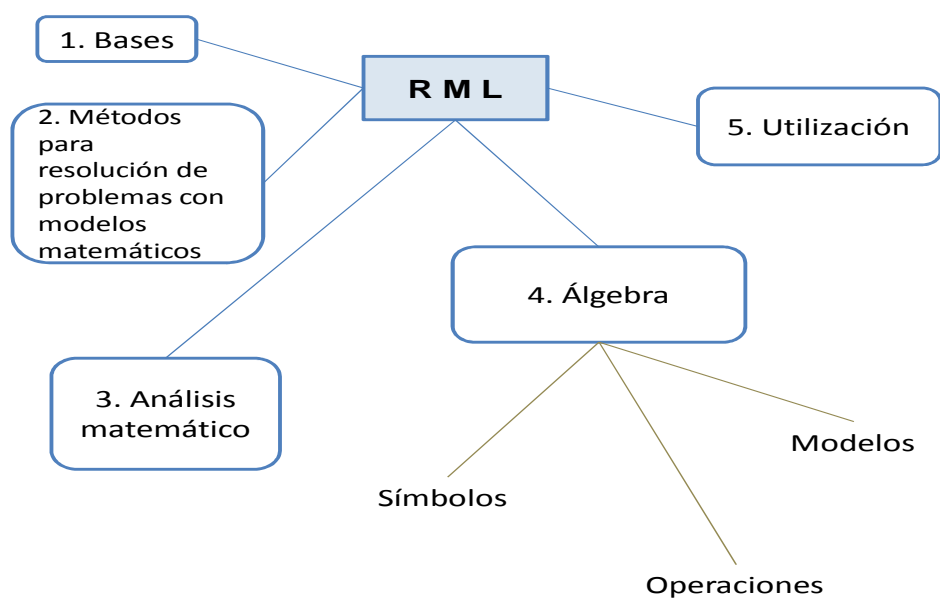 1. Bases
R M L
2. Métodos
para
resolución de
problemas con
modelos
matemáticos
5. Utilización
4. Álgebra
3. Análisis
matemático
Modelos
Símbolos
Operaciones